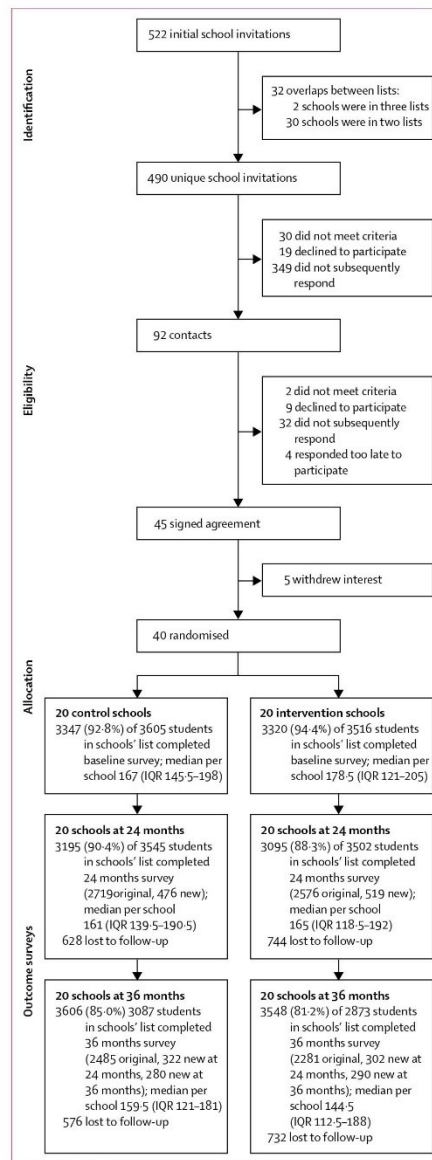 Identification
522 initial school invitations
32 overlaps between lists:
2 schools were in three lists
30 schools were in two lists
490 unique school invitations
Eligibility
30 did not meet criteria
19 declined to participate
349 did not subsequently
respond
92 contacts
2 did not meet criteria
9 declined to participate
32 did not subsequently
respond
4 responded too late to
participate
45 signed agreement
5 withdrew interest
Allocation
40 randomised
20 control schools
3347 (92·8%) of 3605 students
in schools' list completed
baseline survey; median per
school 167 (IQR 145·5–198)
20 intervention schools
3320 (94·4%) of 3516 students
in schools' list completed
baseline survey; median per
school 178·5 (IQR 121–205)
Outcome surveys
20 schools at 24 months
3195 (90·4%) of 3545 students
in schools' list completed
24 months survey
(2719original, 476 new);
median per school
161 (IQR 139·5–190·5)
628 lost to follow-up
20 schools at 24 months
3095 (88·3%) of 3502 students
in schools' list completed
24 months survey
(2576 original, 519 new);
median per school
165 (IQR 118·5–192)
744 lost to follow-up
20 schools at 36 months
3606 (85·0%) 3087 students
in schools' list completed
36 months survey
(2485 original, 322 new at
24 months, 280 new at
36 months); median per
school 159·5 (IQR 121–181)
576 lost to follow-up
20 schools at 36 months
3548 (81·2%) of 2873 students
in schools' list completed
36 months survey
(2281 original, 302 new at
24 months, 290 new at
36 months); median per
school 144·5
(IQR 112·5–188)
732 lost to follow-up